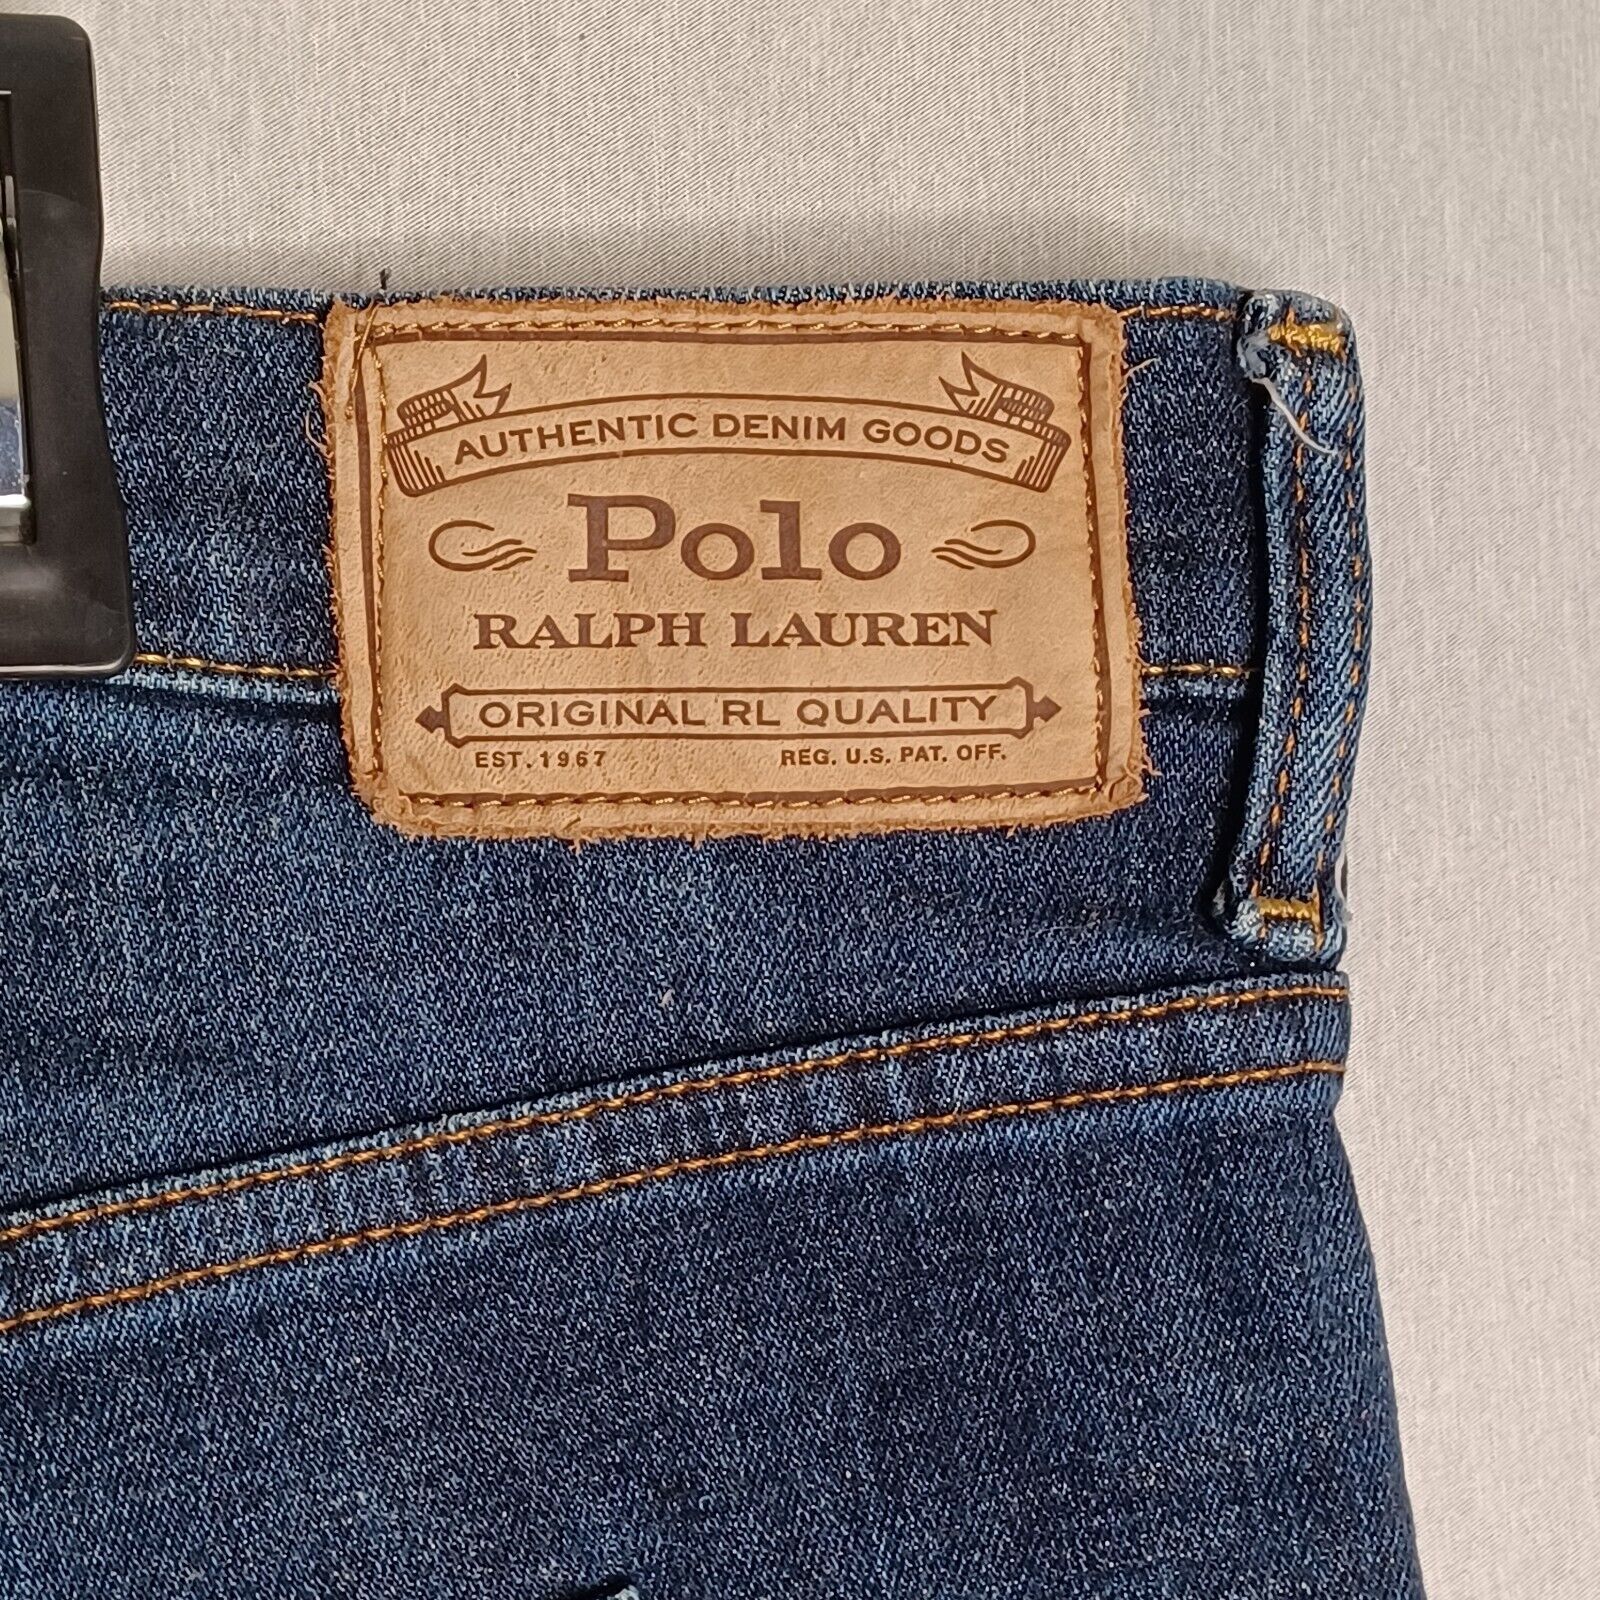 AUTHENTIC DENIM GOODS
Polo
RALPH LAUREN
ORIGINAL RL QUALITY
EST. 1967 REG. U.S. PAT. OFF.